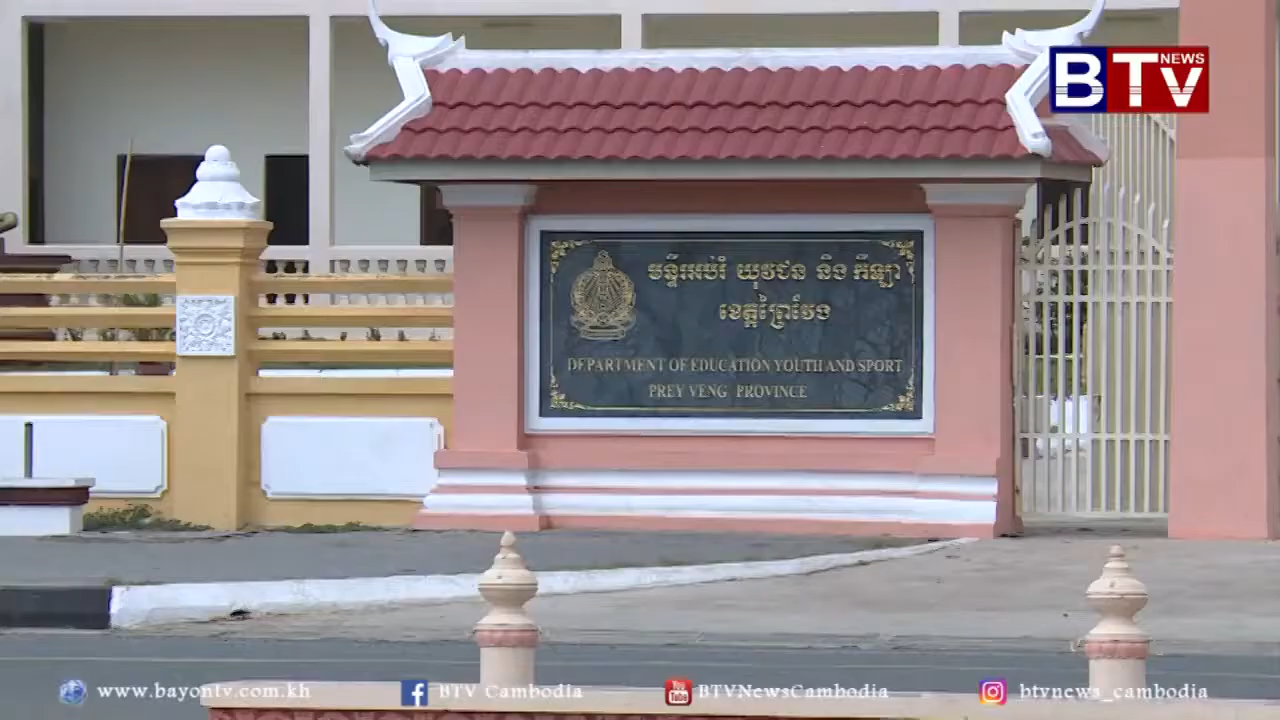 BTV NEWS
មន្ទីរអប់រំ យុវជន និង កីឡា
ខេត្តព្រៃវែង
DEPARTMENT OF EDUCATION YOUTH AND SPORT
PREY VENG PROVINCE
www.bayontv.com.kh
BTV Cambodia
You Tube
BTVNewsCambodia
btvnews_cambodia